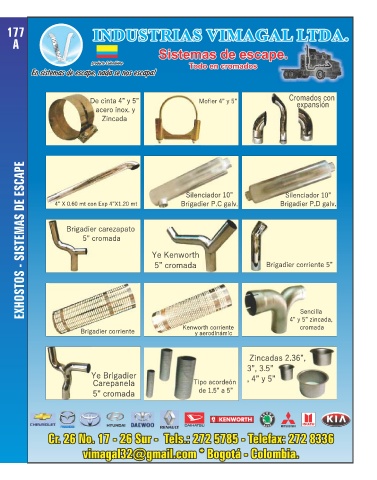 177
A
EXHOSTOS - SISTEMAS DE ESCAPE
INDUSTRIAS VIMAGAL LTDA.
Sistemas de escape.
Todo en cromados
En sistemas de escape, nada se nos escapa!
De cinta 4" y 5"
acero inox. y
Zincada
Mofler 4" y 5"
Cromados con
expansión
4" X 0.60 mt con Exp 4"X1.20 mt
Silenciador 10"
Brigadier P.C galv.
Silenciador 10"
Brigadier P.D galv.
Brigadier carezapato
5" cromada
Ye Kenworth
5" cromada
Brigadier corriente 5"
Brigadier corriente
Kenworth corriente
y aerodinámic
Sencilla
4" y 5" zincada,
cromada
Ye Brigadier
Carepanela
5" cromada
Tipo acordeón
de 1.5" a 5"
Zincadas 2.36",
3", 3.5"
, 4" y 5"
CHEVROLET
HYUNDAI
DAEWOO
RENAULT
DAIHATSU
KENWORTH
MITSUBISHI
ISUZU
KIA
Cr. 26 No. 17 - 26 Sur - Tels.: 272 5785 - Telefax: 272 8336
vimagal32@gmail.com * Bogotá - Colombia.